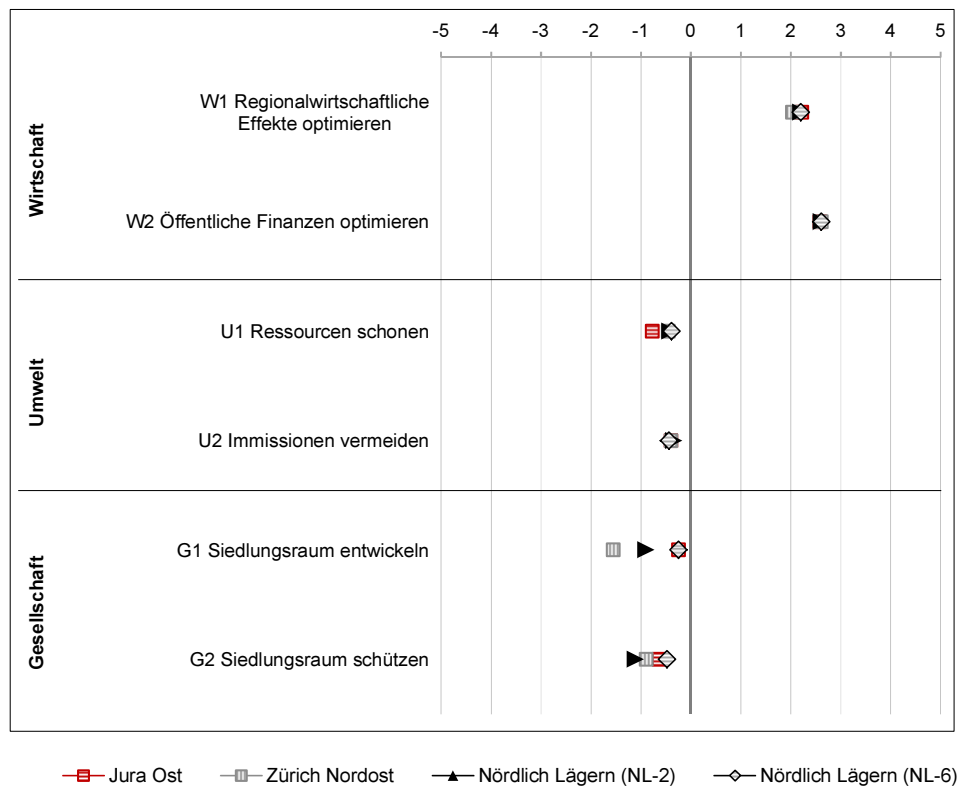 -5 -4 -3 -2 -1 0 1 2 3 4 5
Wirtschaft
W1 Regionalwirtschaftliche
Effekte optimieren
W2 Öffentliche Finanzen optimieren
Umwelt
U1 Ressourcen schonen
U2 Immissionen vermeiden
Gesellschaft
G1 Siedlungsraum entwickeln
G2 Siedlungsraum schützen
Jura Ost Zürich Nordost Nördlich Lägern (NL-2) Nördlich Lägern (NL-6)